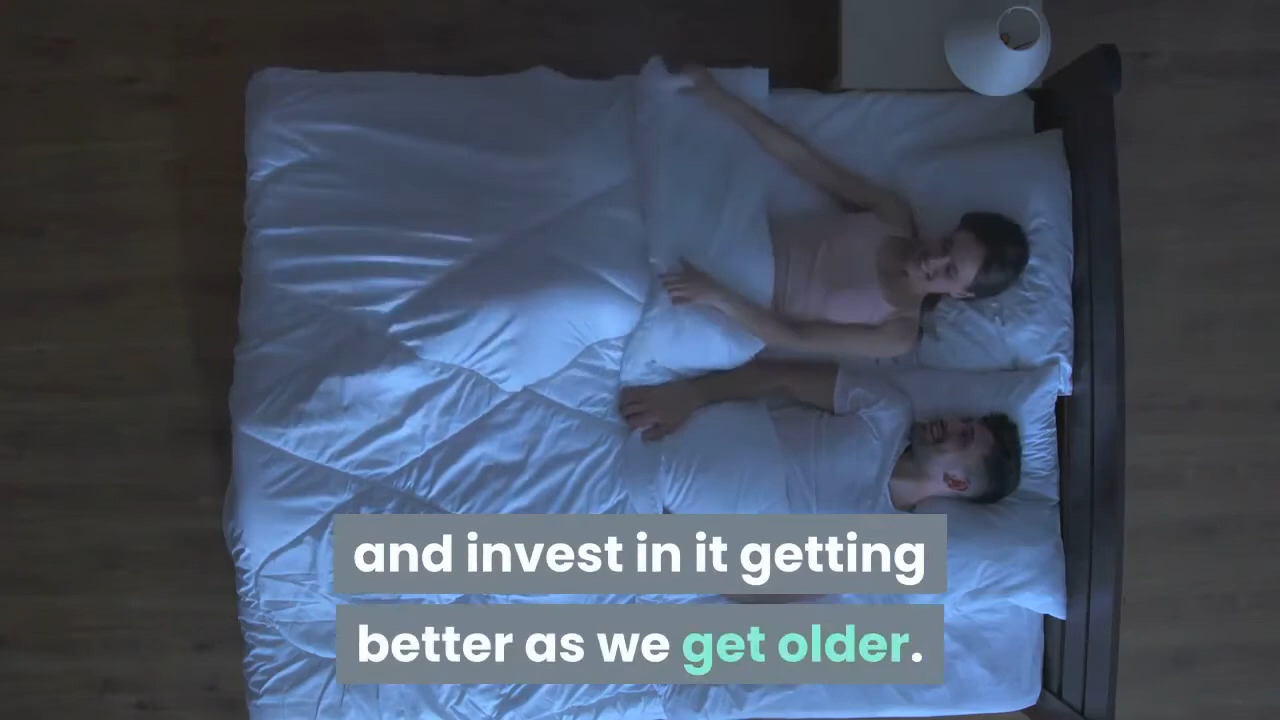 and invest in it getting
better as we get older.